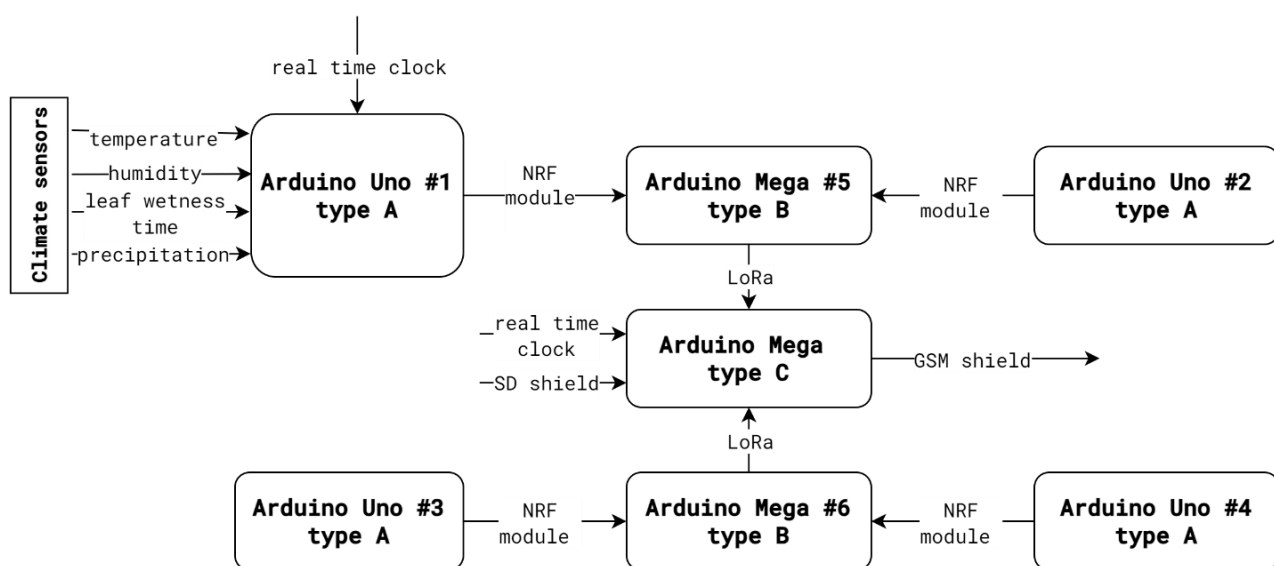 real time clock
Climate sensors
temperature
humidity
leaf wetness
time
precipitation
Arduino Uno #1
type A
NRF
module
Arduino Mega #5
type B
NRF
module
Arduino Uno #2
type A
LoRa
real time
clock
SD shield
Arduino Mega
type C
GSM shield
LoRa
Arduino Uno #3
type A
NRF
module
Arduino Mega #6
type B
NRF
module
Arduino Uno #4
type A